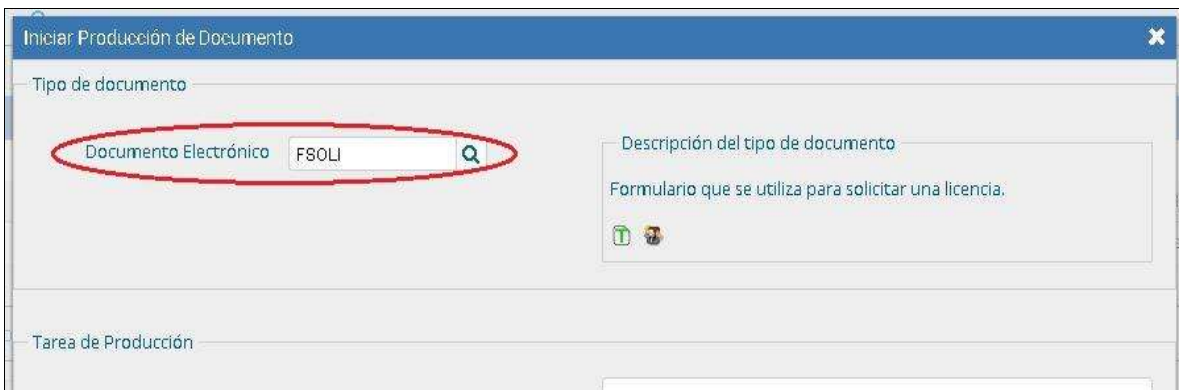 Iniciar Producción de Documento
Tipo de documento
Documento Electrónico FSOLI
Descripción del tipo de documento
Formulario que se utiliza para solicitar una licencia.
Tarea de Producción